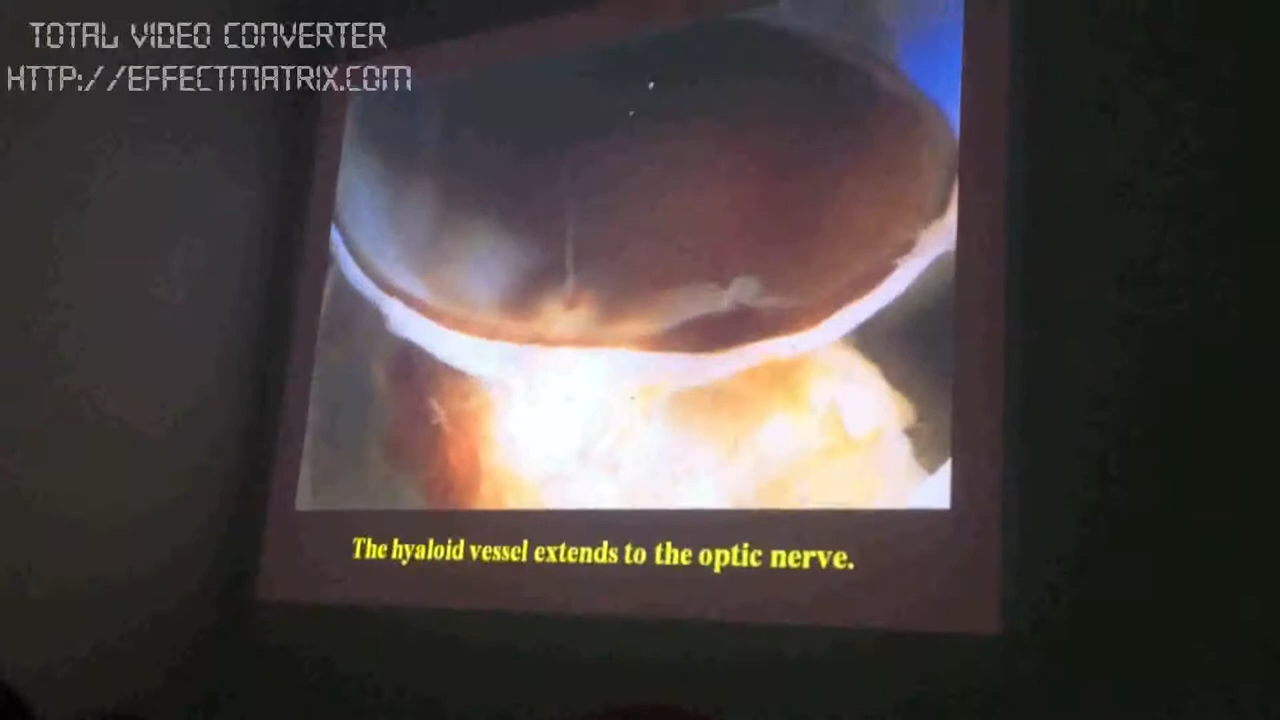 TOTAL VIDEO CONVERTER
HTTP://EFFECTMATRIX.COM
The hyaloid vessel extends to the optic nerve.